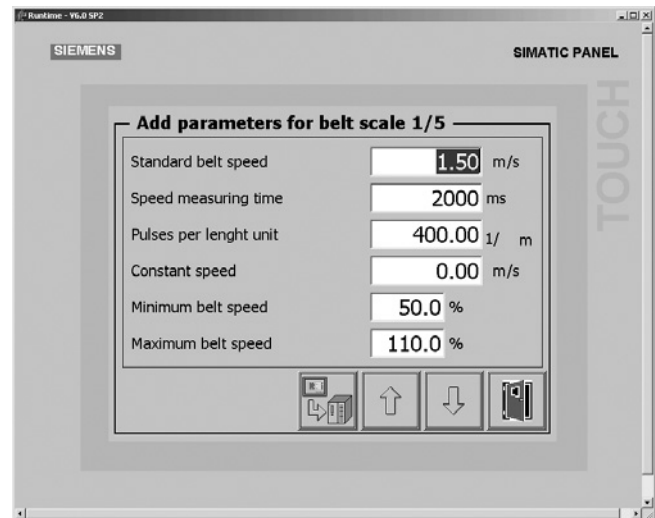 Runtime - V6.0 SP2
SIEMENS
SIMATIC PANEL
TOUCH
Add parameters for belt scale 1/5
Standard belt speed 1.50 m/s
Speed measuring time 2000 ms
Pulses per lenght unit 400.00 1/ m
Constant speed 0.00 m/s
Minimum belt speed 50.0 %
Maximum belt speed 110.0 %